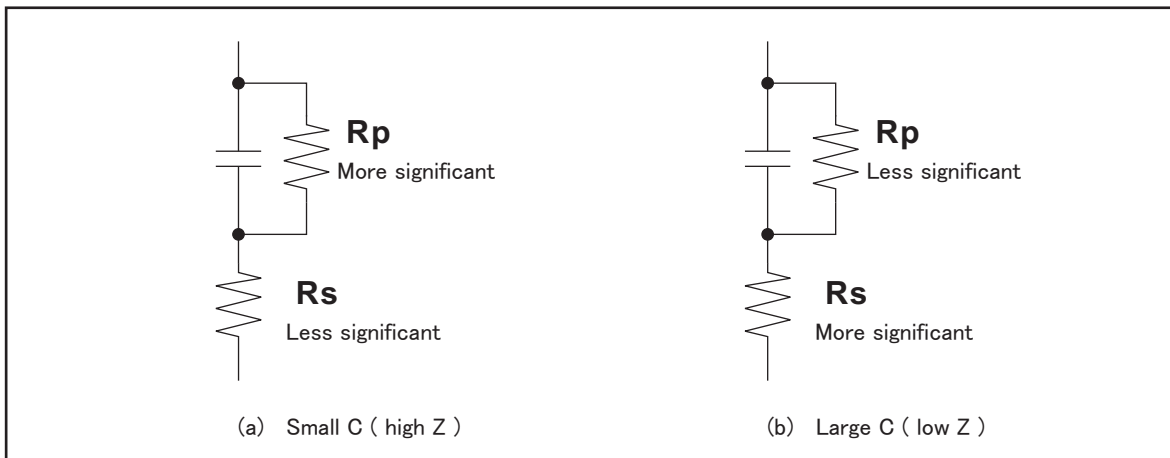 Rp
More significant
Rs
Less significant
(a) Small C ( high Z )
Rp
Less significant
Rs
More significant
(b) Large C ( low Z )